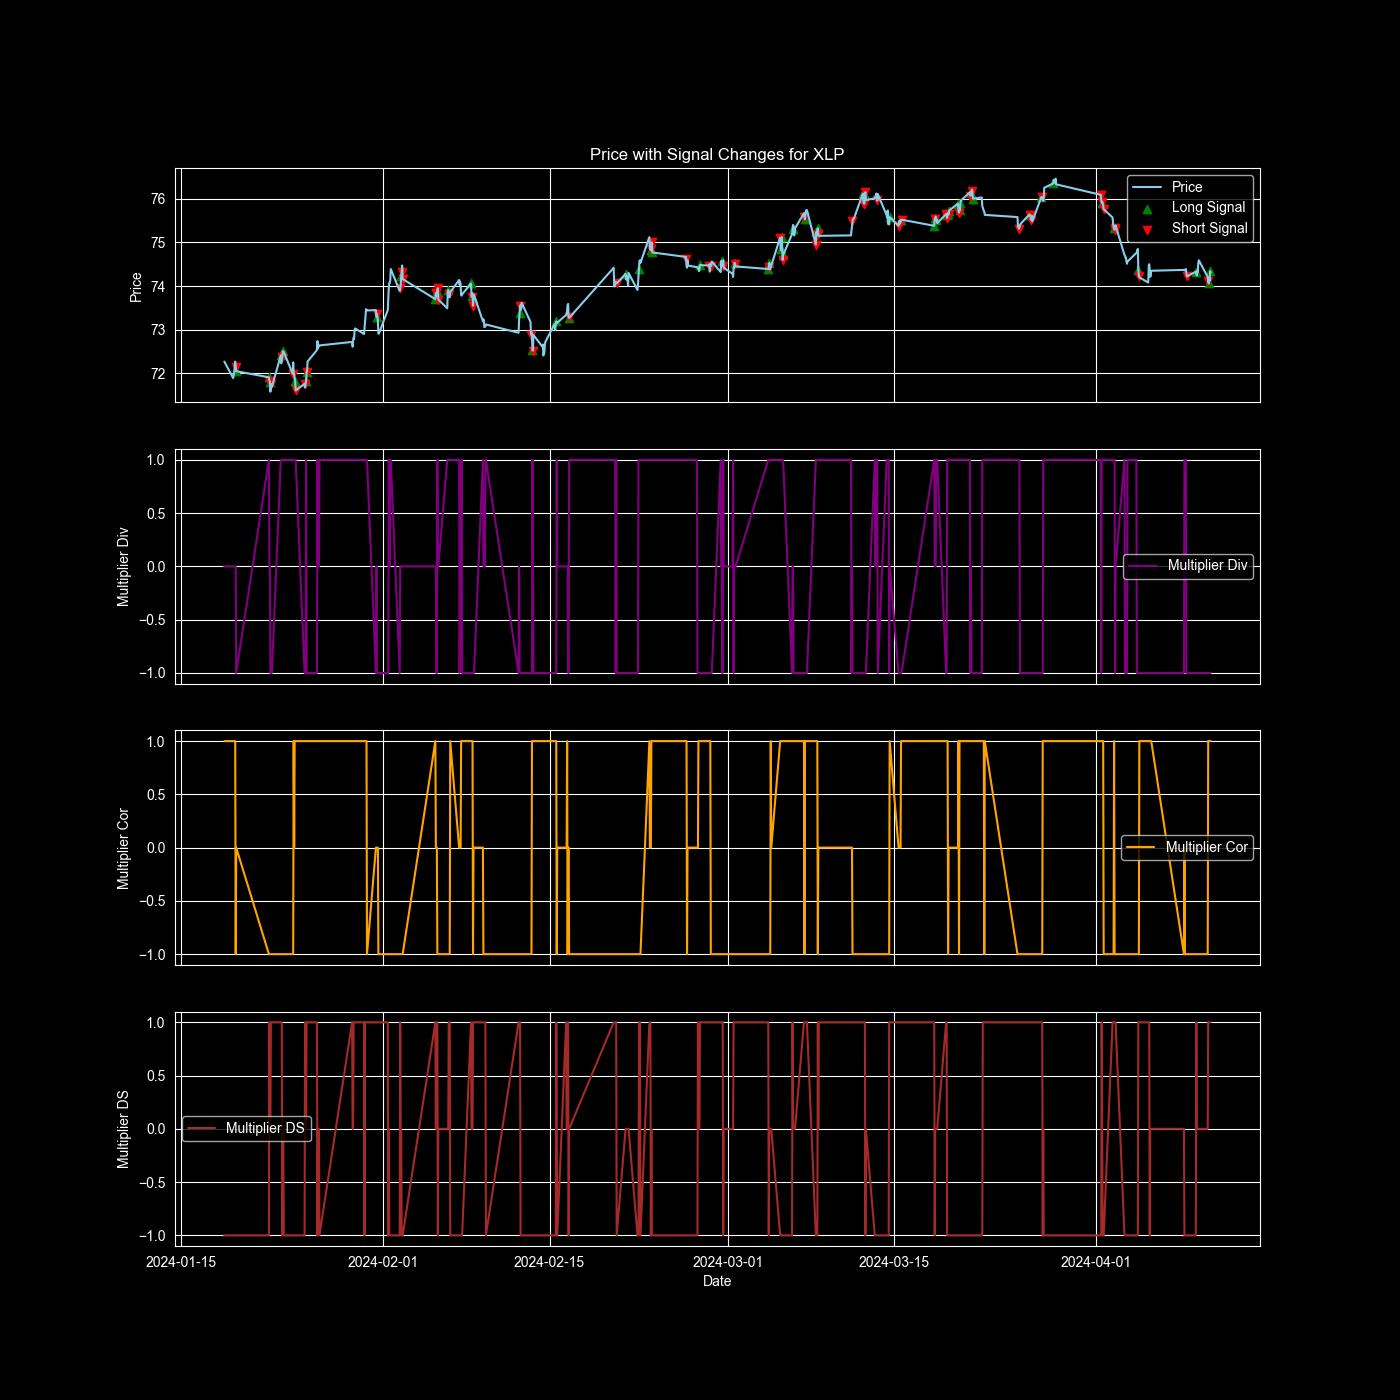 Price with Signal Changes for XLP
Price
76
75
74
73
72
Price
Long Signal
Short Signal
Multiplier Div
1.0
0.5
0.0
−0.5
−1.0
Multiplier Div
Multiplier Cor
1.0
0.5
0.0
−0.5
−1.0
Multiplier Cor
Multiplier DS
1.0
0.5
0.0
−0.5
−1.0
Multiplier DS
2024-01-15
2024-02-01
2024-02-15
2024-03-01
2024-03-15
2024-04-01
Date